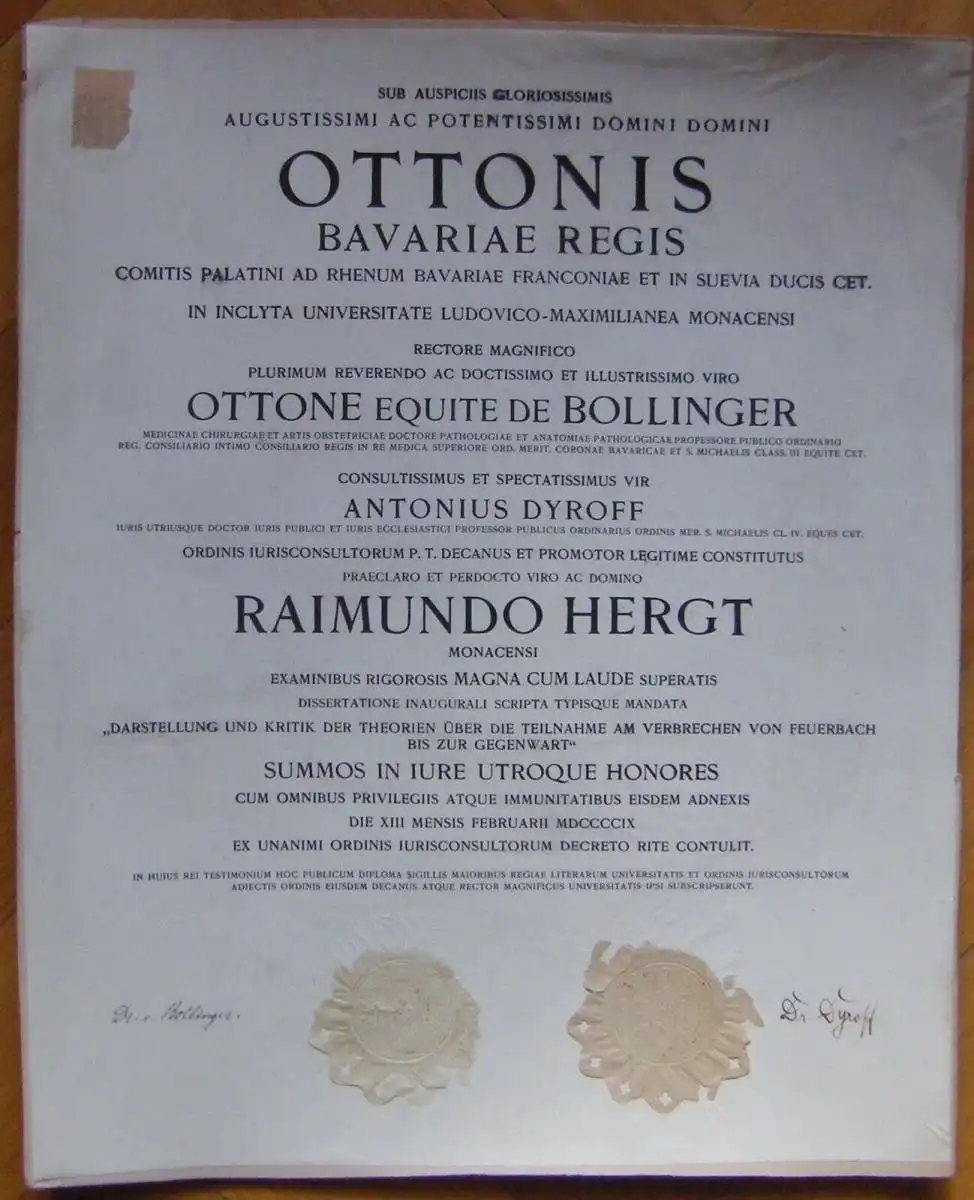 SUB AUSPICIIS GLORIOSISSIMIS
AUGUSTISSIMI AC POTENTISSIMI DOMINI DOMINI
OTTONIS
BAVARIAE REGIS
COMITIS PALATINI AD RHENUM BAVARIAE FRANCONIAE ET IN SUEVIA DUCIS CET.
IN INCLYTA UNIVERSITATE LUDOVICO-MAXIMILIANEA MONACENSI
RECTORE MAGNIFICO
PLURIMUM REVERENDO AC DOCTISSIMO ET ILLUSTRISSIMO VIRO
OTTONE EQUITE DE BOLLINGER
MEDICINAE CHIRURGIAE ET ARTIS OBSTETRICIAE DOCTORE PATHOLOGIAE ET ANATOMIAE PATHOLOGICAE PROFESSORE PUBLICO ORDINARIO
REG. CONSILIARIO INTIMO CONSILIARIO REGIS IN RE MEDICA SUPERIORE ORD. MERIT. CORONAE BAVARICAE ET S. MICHAELIS CLASS. III EQUITE CET.
CONSULTISSIMUS ET SPECTATISSIMUS VIR
ANTONIUS DYROFF
IURIS UTRIUSQUE DOCTOR IURIS PUBLICI ET IURIS ECCLESIASTICI PROFESSOR PUBLICUS ORDINARIUS ORDINIS MER. S. MICHAELIS CL. IV. EQUES CET.
ORDINIS IURISCONSULTORUM P. T. DECANUS ET PROMOTOR LEGITIME CONSTITUTUS
PRAECLARO ET PERDOCTO VIRO AC DOMINO
RAIMUNDO HERGT
MONACENSI
EXAMINIBUS RIGOROSIS MAGNA CUM LAUDE SUPERATIS
DISSERTATIONE INAUGURALI SCRIPTA TYPISQUE MANDATA
„DARSTELLUNG UND KRITIK DER THEORIEN ÜBER DIE TEILNAHME AM VERBRECHEN VON FEUERBACH
BIS ZUR GEGENWART“
SUMMOS IN IURE UTROQUE HONORES
CUM OMNIBUS PRIVILEGIIS ATQUE IMMUNITATIBUS EISDEM ADNEXIS
DIE XIII MENSIS FEBRUARII MDCCCCIX
EX UNANIMI ORDINIS IURISCONSULTORUM DECRETO RITE CONTULIT.
IN HUIUS REI TESTIMONIUM HOC PUBLICUM DIPLOMA SIGILLIS MAIORIBUS REGIAE LITERARUM UNIVERSITATIS ET ORDINIS IURISCONSULTORUM
ADIECTIS ORDINIS EIUSDEM DECANUS ATQUE RECTOR MAGNIFICUS UNIVERSITATIS IPSI SUBSCRIPSERUNT.
Dr. v. Bollinger.
Dr Dyroff